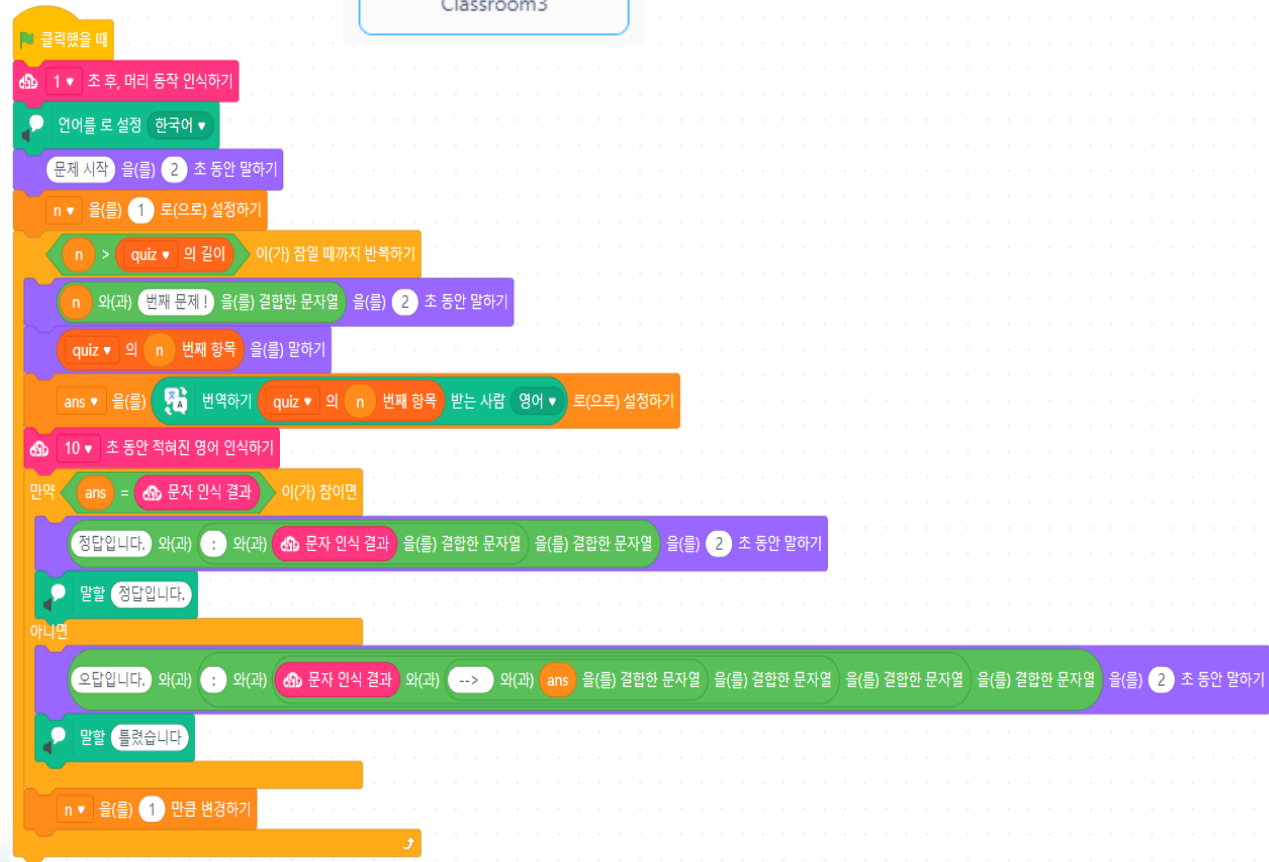 Classroom3
클릭했을 때
1 초 후, 머리 동작 인식하기
언어를 로 설정 한국어
문제 시작 을(를) 2 초 동안 말하기
n 을(를) 1 로(으로) 설정하기
n > quiz 의 길이 이(가) 참일 때까지 반복하기
n 와(과) 번째 문제 ! 을(를) 결합한 문자열 을(를) 2 초 동안 말하기
quiz 의 n 번째 항목 을(를) 말하기
ans 을(를) 번역하기 quiz 의 n 번째 항목 받는 사람 영어 로(으로) 설정하기
10 초 동안 적혀진 영어 인식하기
만약 ans = 문자 인식 결과 이(가) 참이면
정답입니다. 와(과) : 와(과) 문자 인식 결과 을(를) 결합한 문자열 을(를) 결합한 문자열 을(를) 2 초 동안 말하기
말할 정답입니다.
아니면
오답입니다. 와(과) : 와(과) 문자 인식 결과 와(과) --> 와(과) ans 을(를) 결합한 문자열 을(를) 결합한 문자열 을(를) 결합한 문자열 을(를) 결합한 문자열 을(를) 2 초 동안 말하기
말할 틀렸습니다
n 을(를) 1 만큼 변경하기